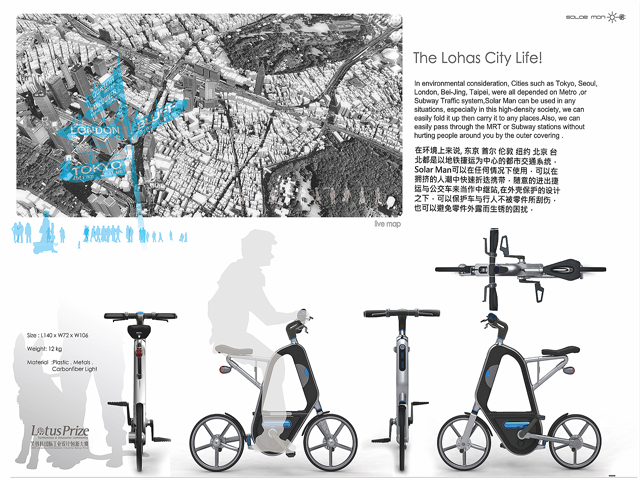 SOLAR MAN
The Lohas City Life!
In environmental consideration, Cities such as Tokyo, Seoul,
London, Bei-Jing, Taipei, were all depended on Metro ,or
Subway Traffic system,Solar Man can be used in any
situations, especially in this high-density society, we can
easily fold it up then carry it to any places.Also, we can
easily pass through the MRT or Subway stations without
hurting people around you by the outer covering .
在环境上来说, 东京 首尔 伦敦 纽约 北京 台
北都是以地铁捷运为中心的都市交通系统 ,
Solar Man可以在任何情况下使用 , 可以在
拥挤的人潮中快速折迭携带 , 随意的进出捷
运与公交车来当作中继站,在外壳保护的设计
之下 , 可以保护车与行人不被零件所刮伤 ,
也可以避免零件外露而生锈的困扰 .
LONDON
TOKYO
live map
Size : L140 x W72 x W106
Weight: 12 kg
Material :Plastic . Metals .
Carbonfiber Light
LotusPrize